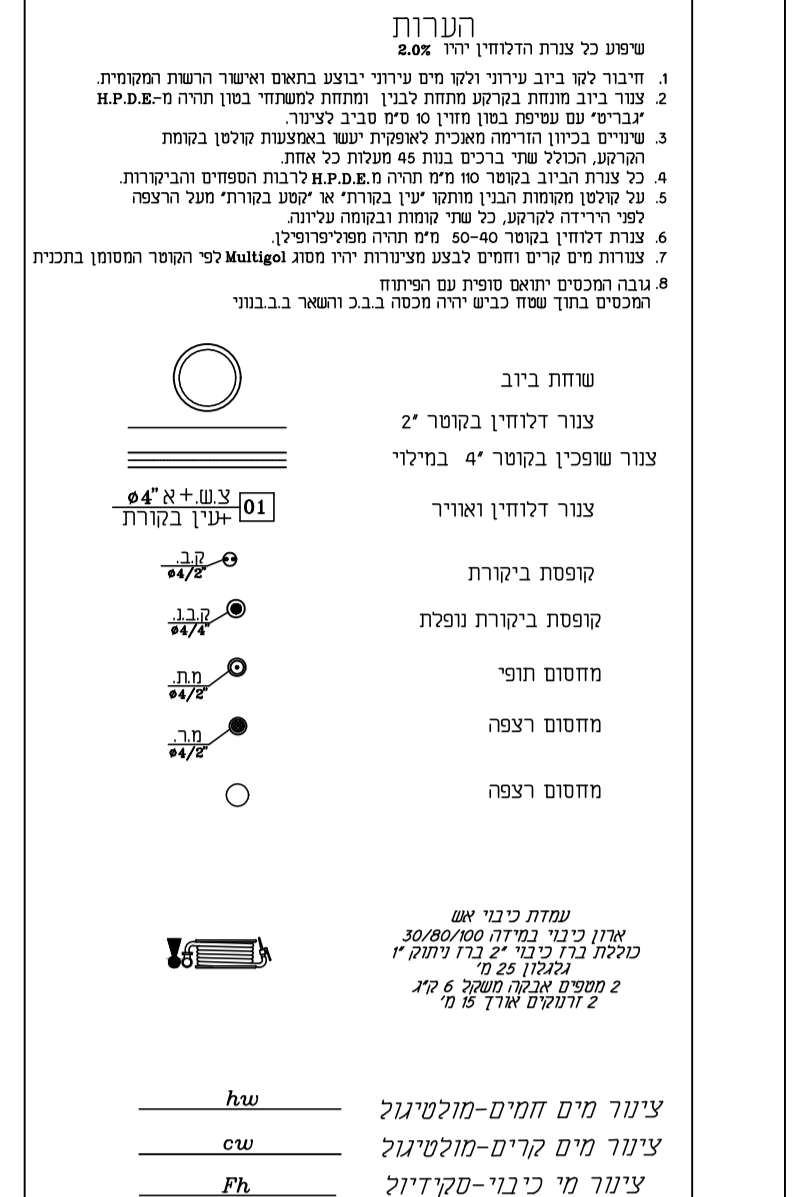 הערות
שיפוע כל צנרת הדלוחין יהיו 2.0%
1. חיבור לקו ביוב עירוני ולקו מים עירוני יבוצע בתאום ואישור הרשות המקומית.
2. צנור ביוב מונחת בקרקע מתחת לבנין ומתחת למשתחי בטון תהיה מ-H.P.D.E.
"גבריט" עם עטיפת בטון מזוין 10 ס"מ סביב לצינור.
3. שינויים בכיוון הזרימה מאנכית לאופקית יעשו באמצעות קולטן בקומת
הקרקע, הכולל שתי ברכים בנות 45 מעלות כל אחת.
4. כל צנרת הביוב בקוטר 110 מ"מ תהיה מ.H.P.D.E לרבות הספחים והביקורות.
5. על קולטן מקומות הבנין מותקו "עין בקורת" או "קטע בקורת" מעל הרצפה
לפני הירידה לקרקע, כל שתי קומות ובקומה עליונה.
6. צנרת דלוחין בקוטר 50-40 מ"מ תהיה מפוליפרופילן.
7. צנורות מים קרים וחמים לבצע מצינורות יהיו מסוג Multigol לפי הקוטר המסומן בתכנית
8. גובה המכסים יתואם סופית עם הפיתוח
המכסים בתוך שטח כביש יהיה מכסה ב.ב.כ והשאר ב.ב.בנוני
שוחת ביוב
צנור דלוחין בקוטר 2"
צנור שופכין בקוטר 4" במילוי
צנור דלוחין ואוויר
צ.ש.+א ø4"
+עין בקורת
01
קופסת ביקורת
ק.ב.
ø4/2"
קופסת ביקורת נופלת
ק.ב.נ.
ø4/4"
מחסום תופי
מ.ת.
ø4/2"
מחסום רצפה
מ.ר.
ø4/2"
מחסום רצפה
עמדת כיבוי אש
ארון כיבוי במידה 30/80/100
כוללת ברז כיבוי 2" ברז ניתוק 1"
גלגלון 25 מ'
2 מטפים אבקה משקל 6 ק"ג
2 זרנוקים אורך 15 מ'
צינור מים חמים-מולטיגול
hw
צינור מים קרים-מולטיגול
cw
צינור מי כיבוי-סקידיול
Fh